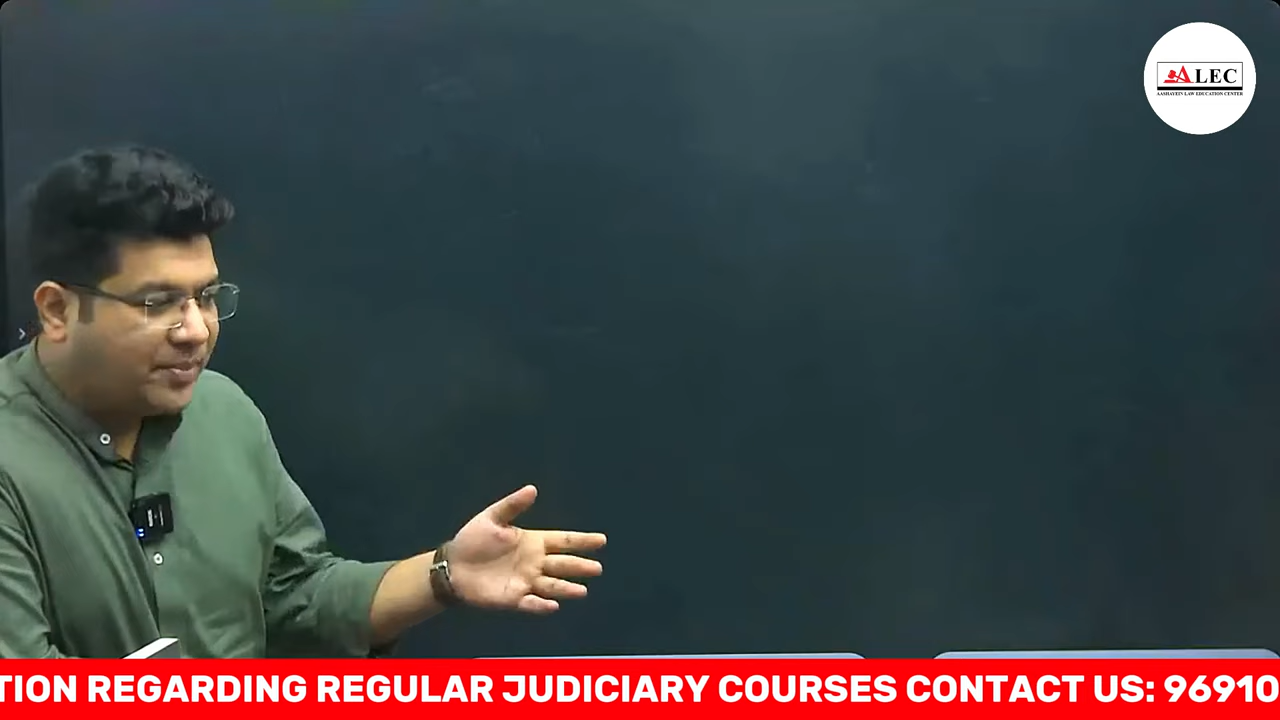 ALEC
AASHAYEIN LAW EDUCATION CENTER
TION REGARDING REGULAR JUDICIARY COURSES CONTACT US: 96910